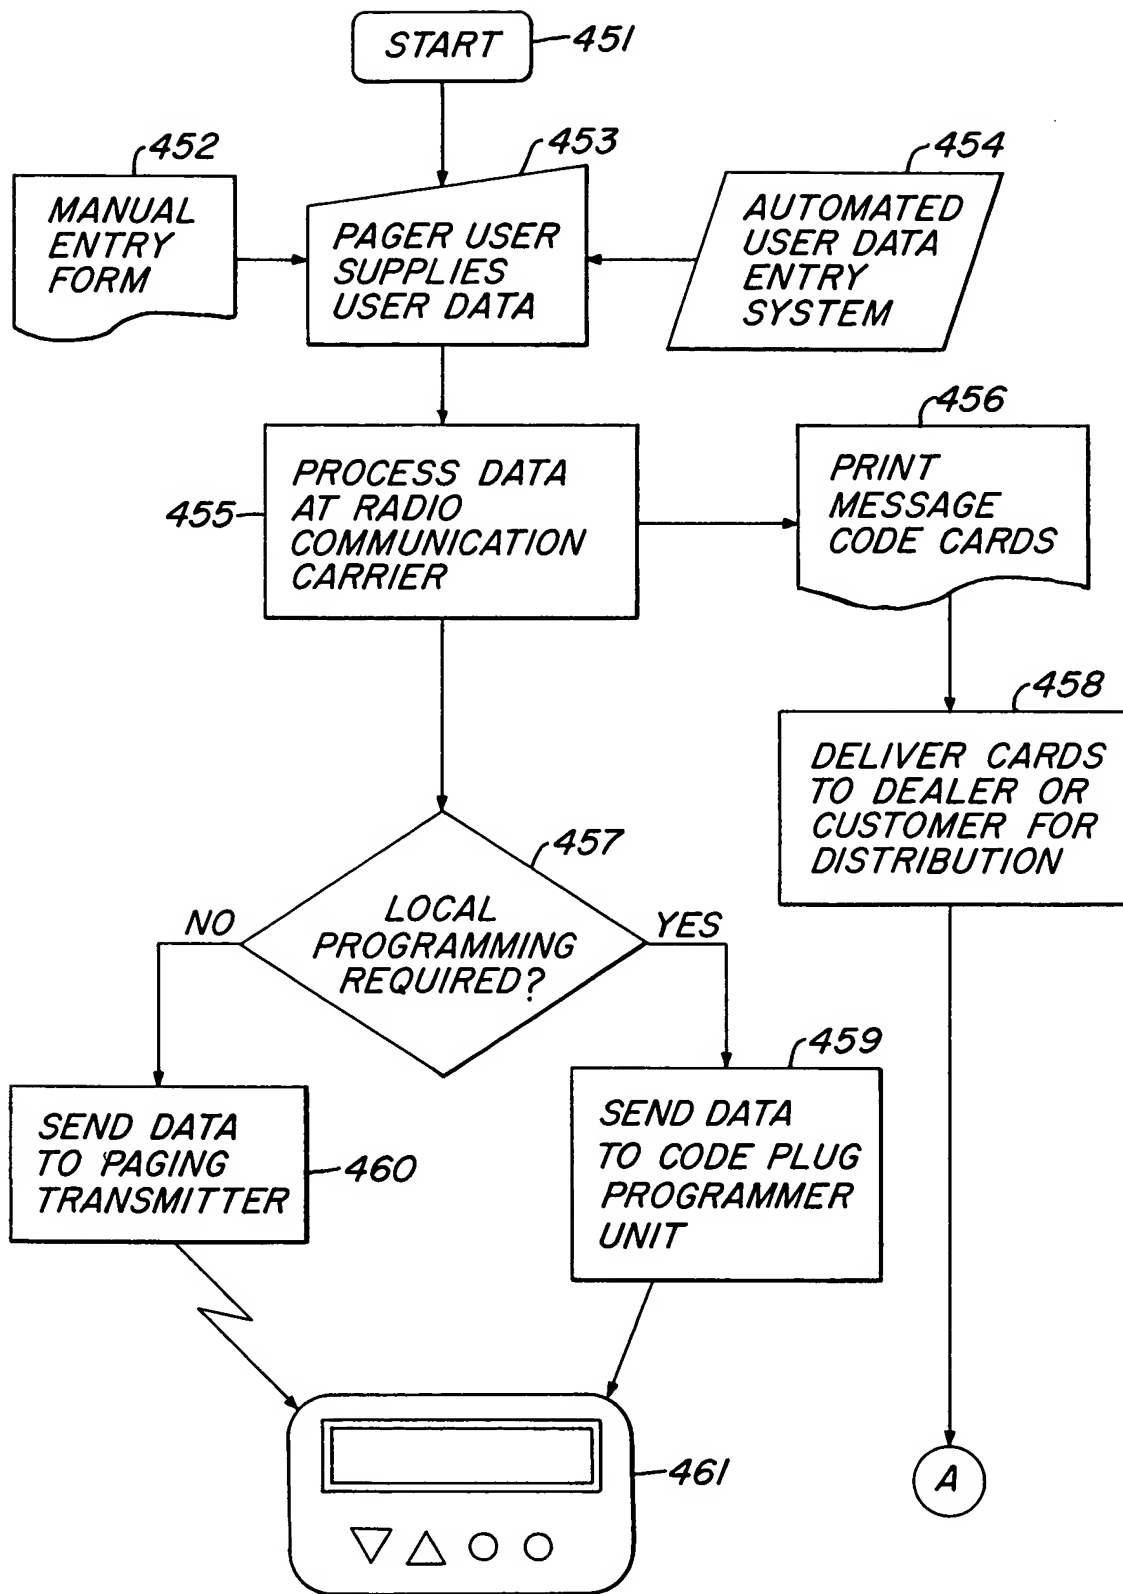 START
451
452
MANUAL
ENTRY
FORM
453
PAGER USER
SUPPLIES
USER DATA
454
AUTOMATED
USER DATA
ENTRY
SYSTEM
455
PROCESS DATA
AT RADIO
COMMUNICATION
CARRIER
456
PRINT
MESSAGE
CODE CARDS
458
DELIVER CARDS
TO DEALER OR
CUSTOMER FOR
DISTRIBUTION
457
LOCAL
PROGRAMMING
REQUIRED?
NO
YES
459
SEND DATA
TO CODE PLUG
PROGRAMMER
UNIT
SEND DATA
TO PAGING
TRANSMITTER
460
461
A